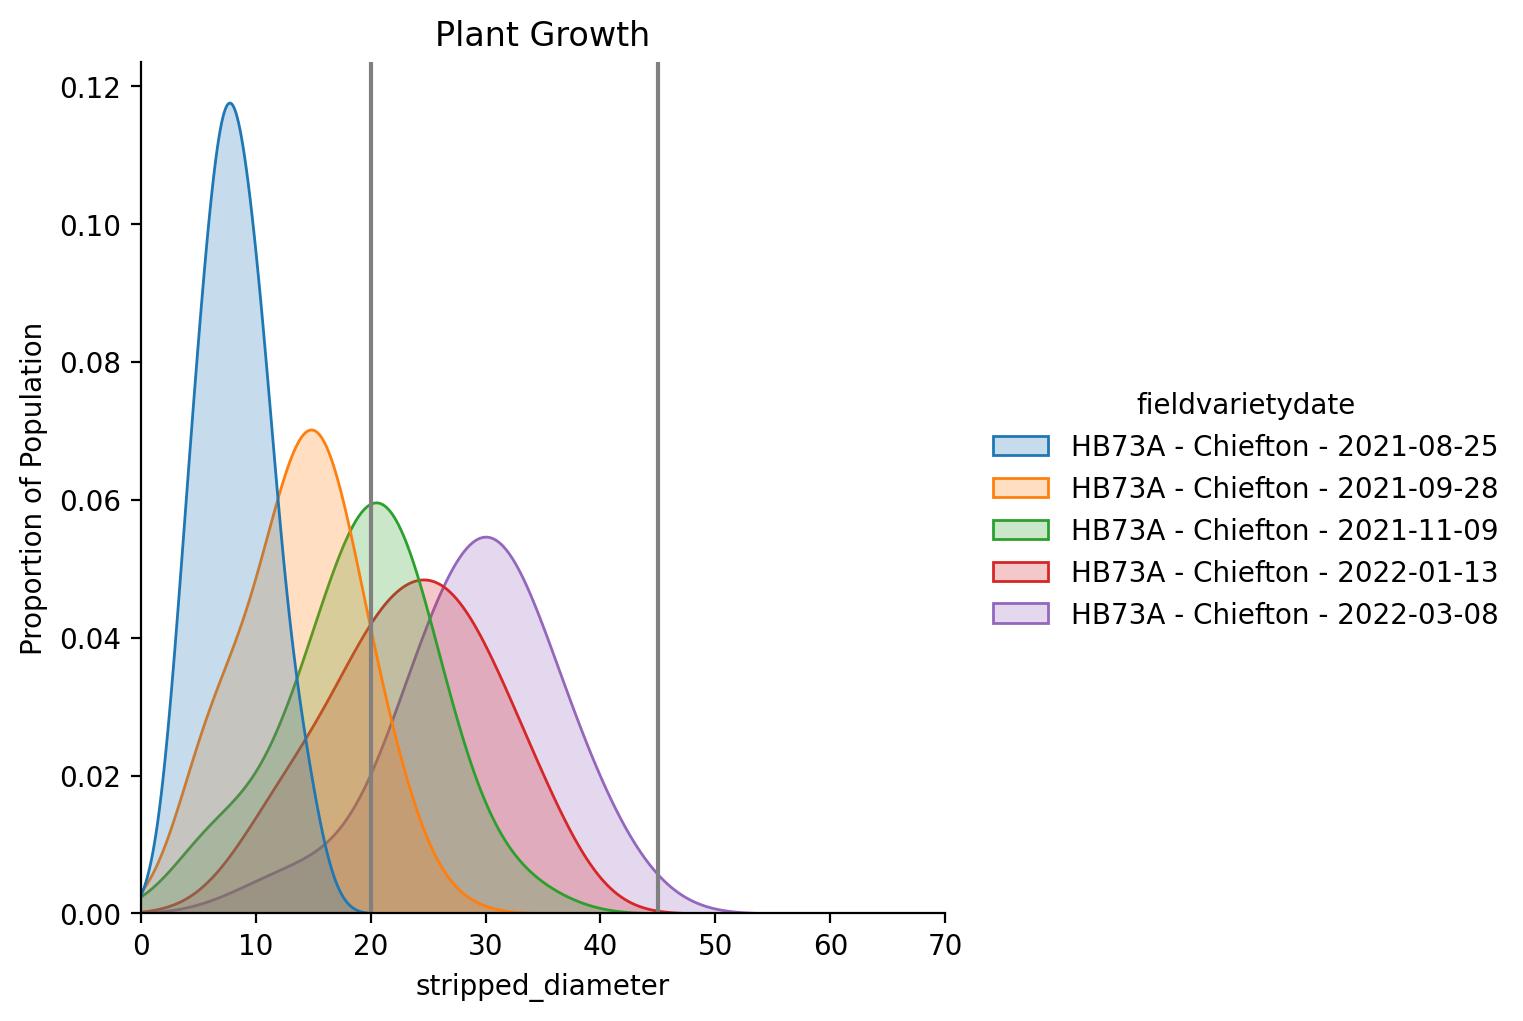 Plant Growth
0.12
0.10
0.08
0.06
0.04
0.02
0.00
Proportion of Population
0 10 20 30 40 50 60 70
stripped_diameter
fieldvarietydate
HB73A - Chiefton - 2021-08-25
HB73A - Chiefton - 2021-09-28
HB73A - Chiefton - 2021-11-09
HB73A - Chiefton - 2022-01-13
HB73A - Chiefton - 2022-03-08